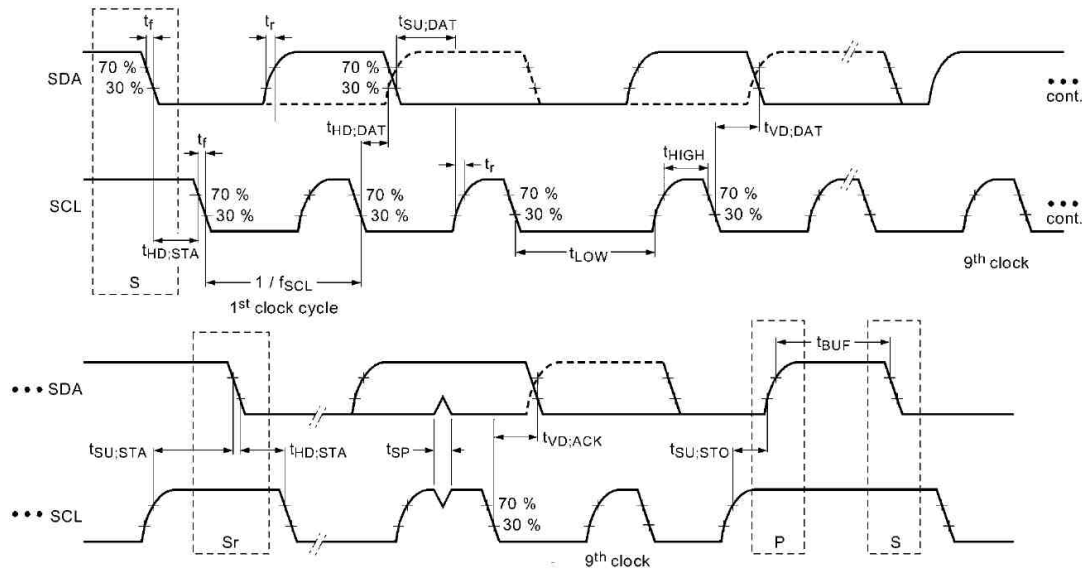 tf tr tSU;DAT
SDA 70 % 30 % 70 % 30 % cont.
tHD;DAT tVD;DAT
tf tr tHIGH
SCL 70 % 30 % 70 % 30 % 70 % 30 % 70 % 30 % cont.
tHD;STA tLOW 9th clock
S 1 / fSCL
1st clock cycle
tBUF
••• SDA
tSU;STA tHD;STA tSP tVD;ACK tSU;STO
••• SCL 70 % 30 %
Sr 9th clock P S